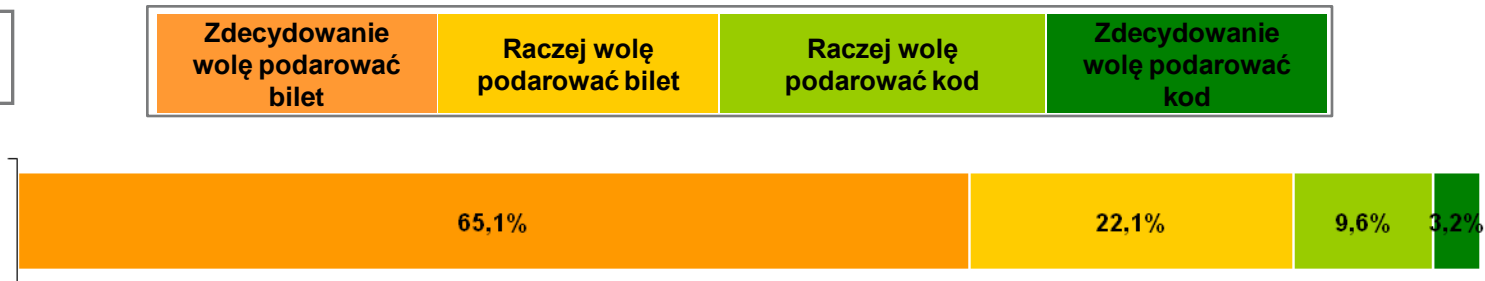 Zdecydowanie
wolę podarować
bilet
Raczej wolę
podarować bilet
Raczej wolę
podarować kod
Zdecydowanie
wolę podarować
kod
65,1%
22,1%
9,6%
3,2%